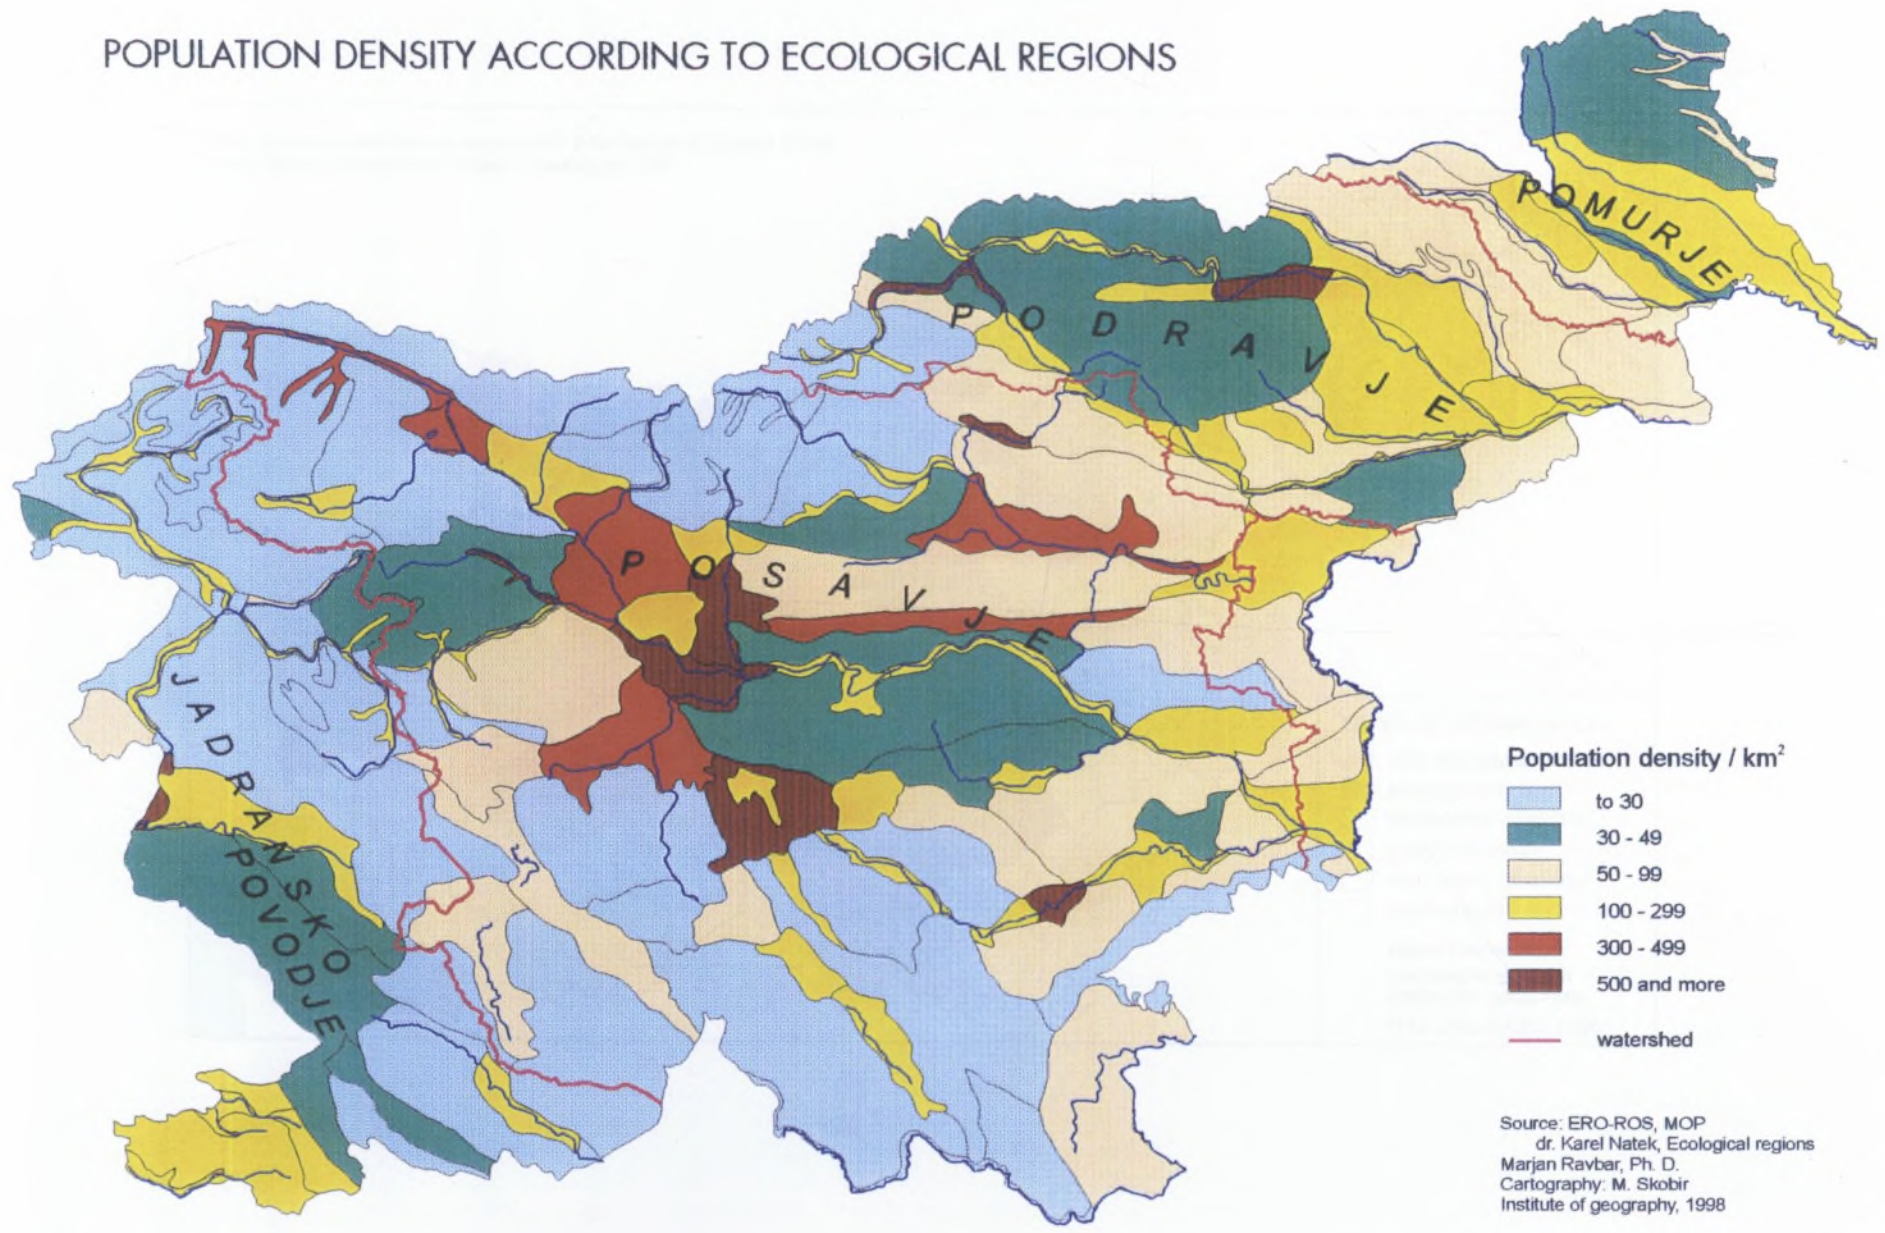 POPULATION DENSITY ACCORDING TO ECOLOGICAL REGIONS
POMURJE
PODRAVJE
POSAVJE
JADRANSKO
POVODJE
Population density / km²
to 30
30 - 49
50 - 99
100 - 299
300 - 499
500 and more
watershed
Source: ERO-ROS, MOP
dr. Karel Natek, Ecological regions
Marjan Ravbar, Ph. D.
Cartography: M. Skobir
Institute of geography, 1998